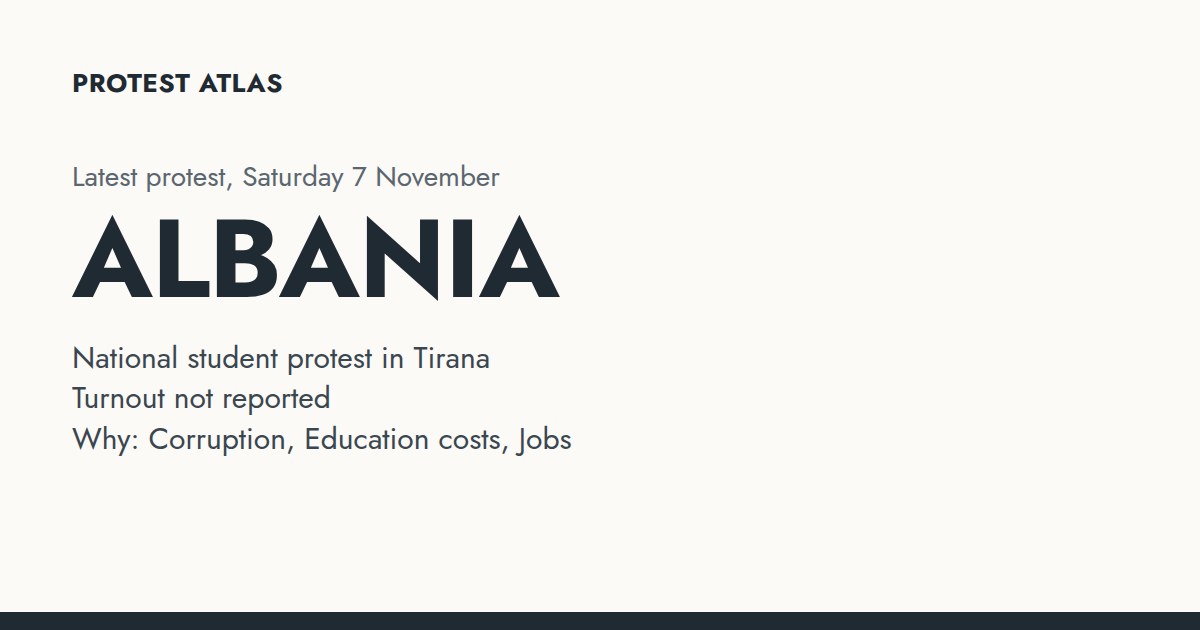 PROTEST ATLAS
Latest protest, Saturday 7 November
ALBANIA
National student protest in Tirana
Turnout not reported
Why: Corruption, Education costs, Jobs